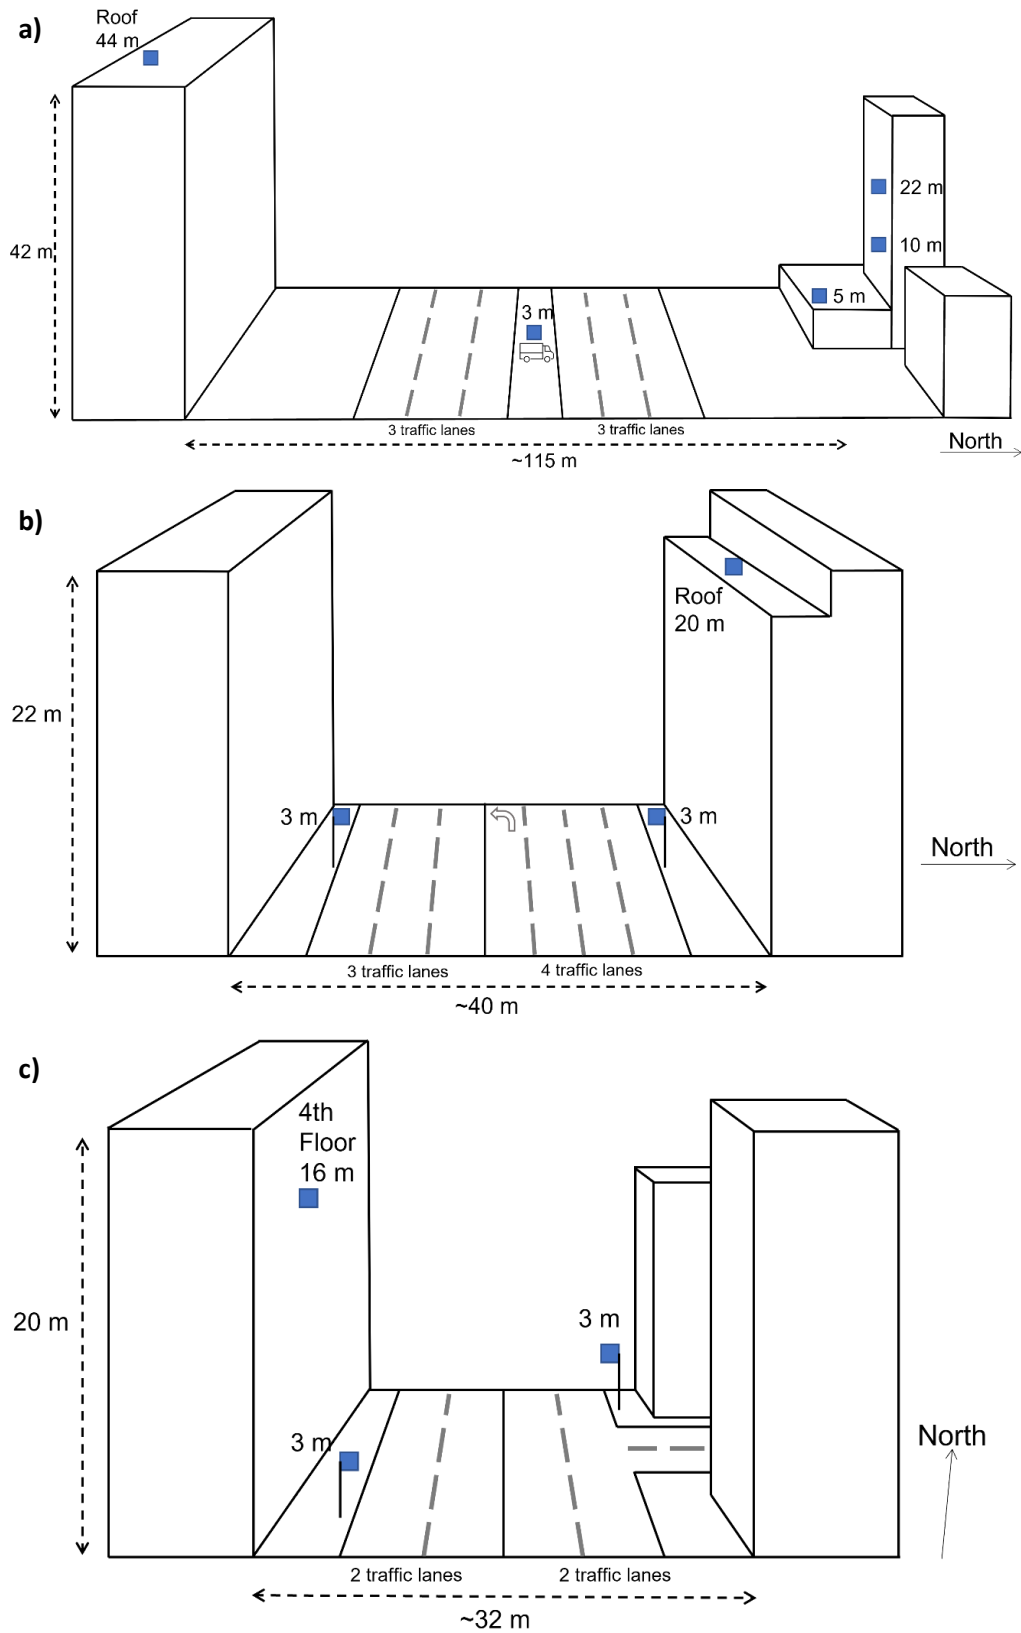 a)
Roof
44 m
42 m
22 m
10 m
5 m
3 m
3 traffic lanes
3 traffic lanes
~115 m
North
b)
Roof
20 m
22 m
3 m
3 m
North
3 traffic lanes
4 traffic lanes
~40 m
c)
4th
Floor
16 m
20 m
3 m
3 m
North
2 traffic lanes
2 traffic lanes
~32 m